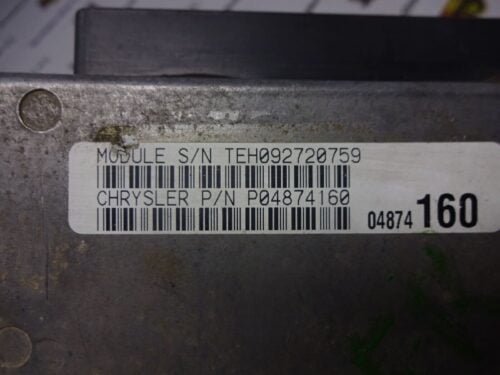 MODULE S/N TEH092720759
CHRYSLER P/N P04874160
04874 160